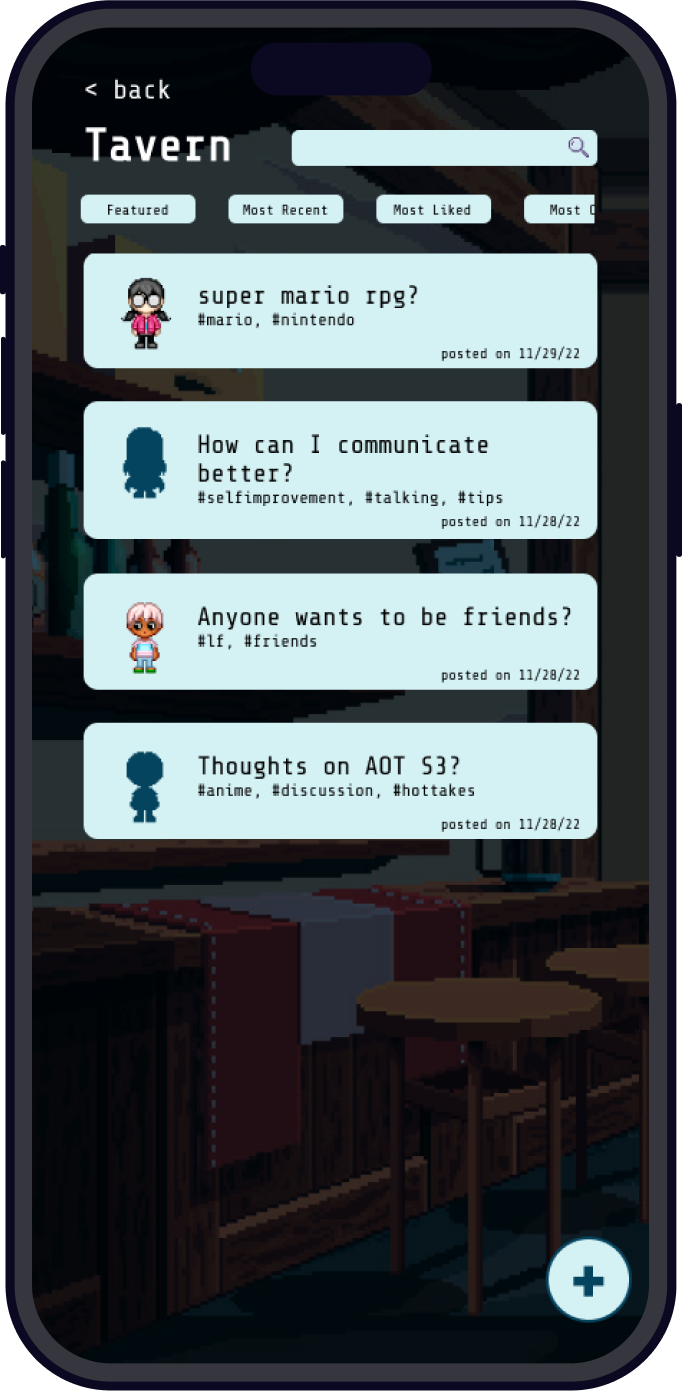 < back
Tavern
Featured
Most Recent
Most Liked
Most
super mario rpg?
#mario, #nintendo
posted on 11/29/22
How can I communicate
better?
#selfimprovement, #talking, #tips
posted on 11/28/22
Anyone wants to be friends?
#lf, #friends
posted on 11/28/22
Thoughts on AOT S3?
#anime, #discussion, #hottakes
posted on 11/28/22